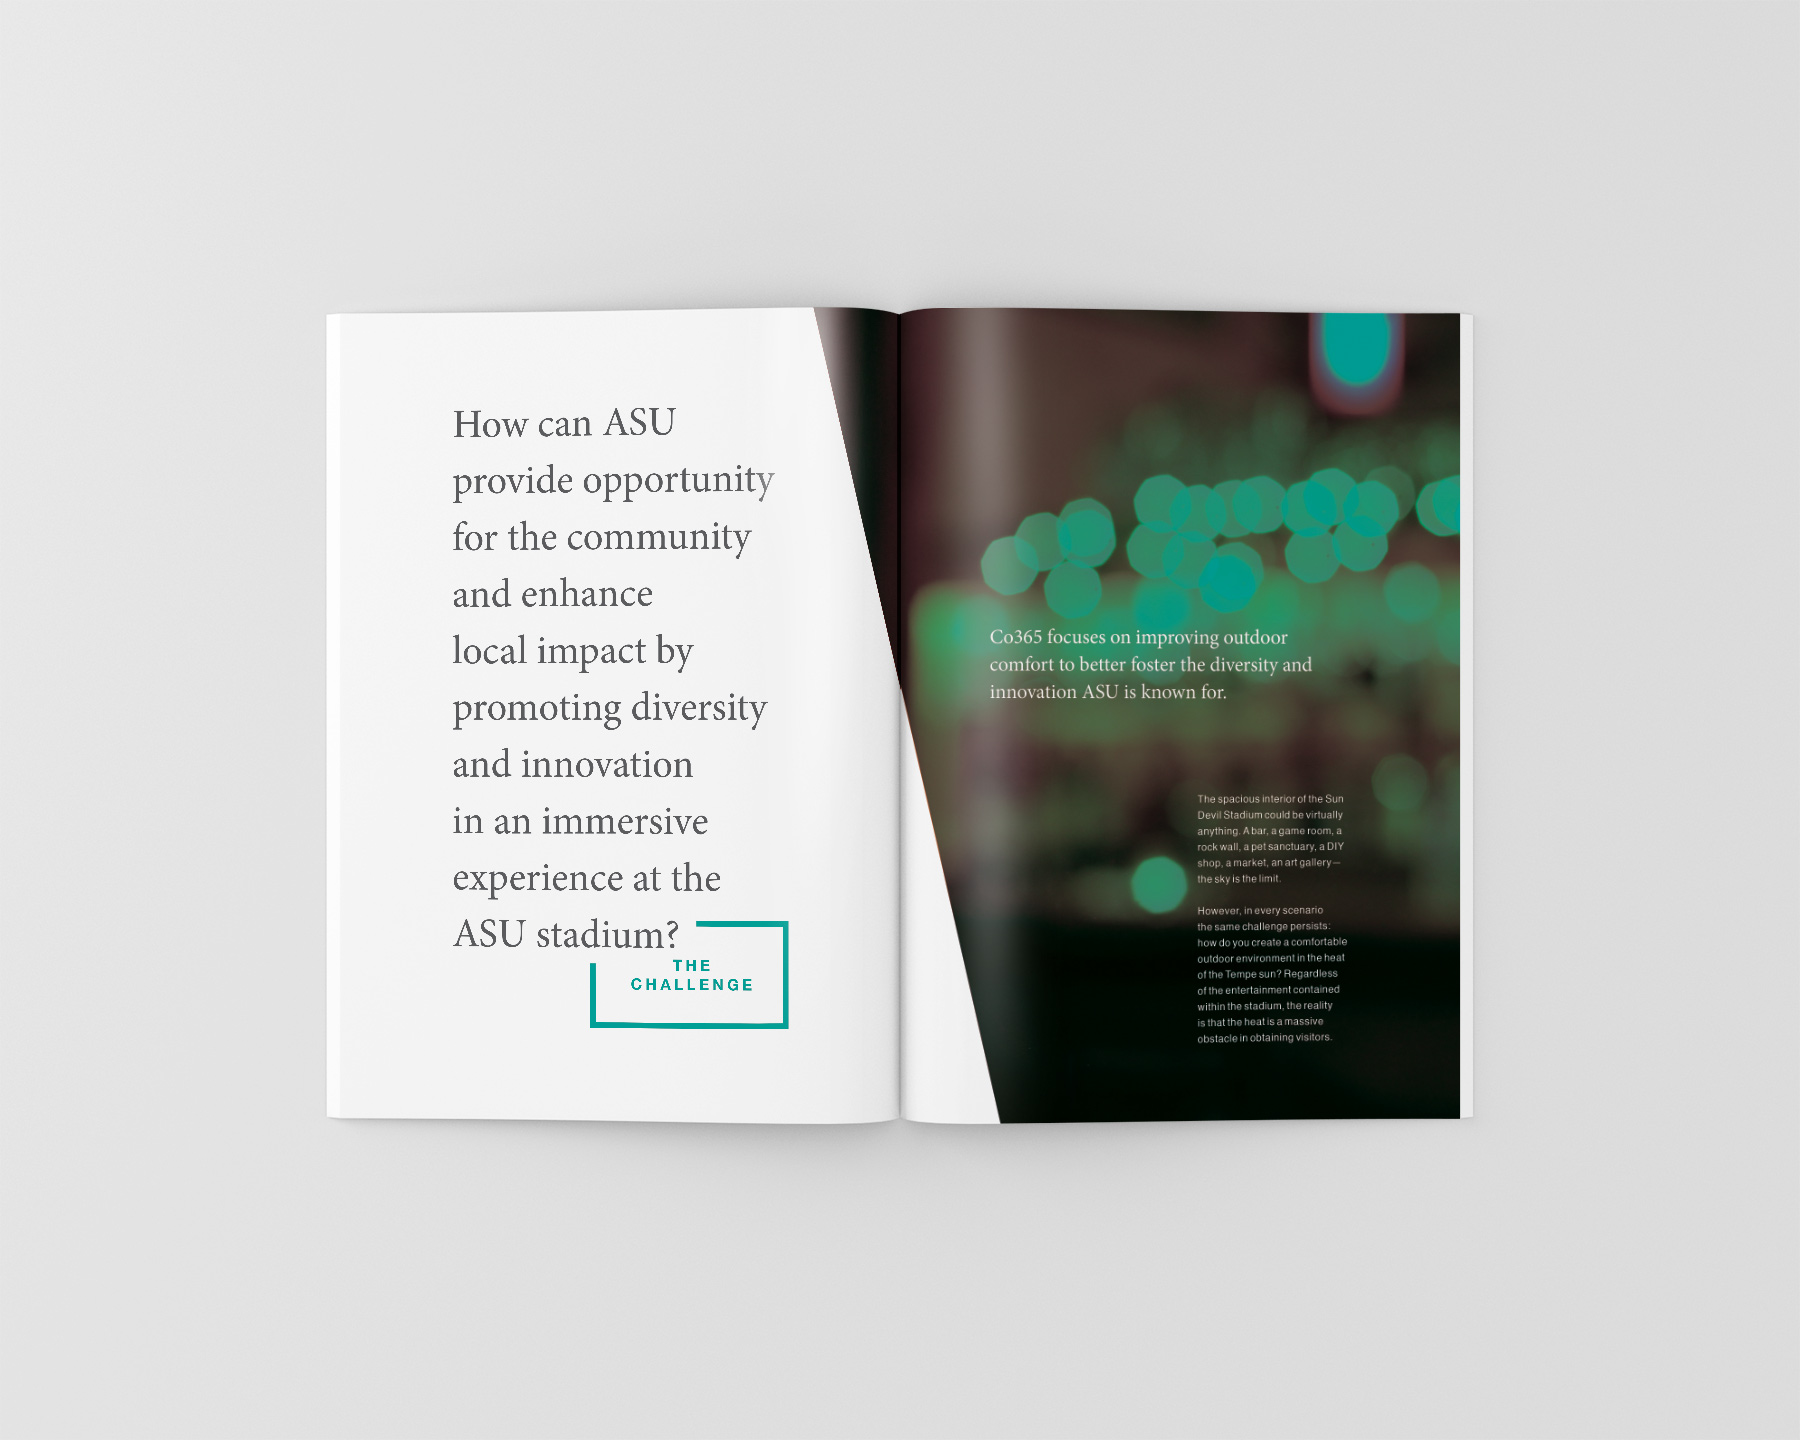 How can ASU
provide opportunity
for the community
and enhance
local impact by
promoting diversity
and innovation
in an immersive
experience at the
ASU stadium?
THE
CHALLENGE
Co365 focuses on improving outdoor
comfort to better foster the diversity and
innovation ASU is known for.
The spacious interior of the Sun
Devil Stadium could be virtually
anything. A bar, a game room, a
rock wall, a pet sanctuary, a DIY
shop, a market, an art gallery—
the sky is the limit.
However, in every scenario
the same challenge persists:
how do you create a comfortable
outdoor environment in the heat
of the Tempe sun? Regardless
of the entertainment contained
within the stadium, the reality
is that the heat is a massive
obstacle in obtaining visitors.